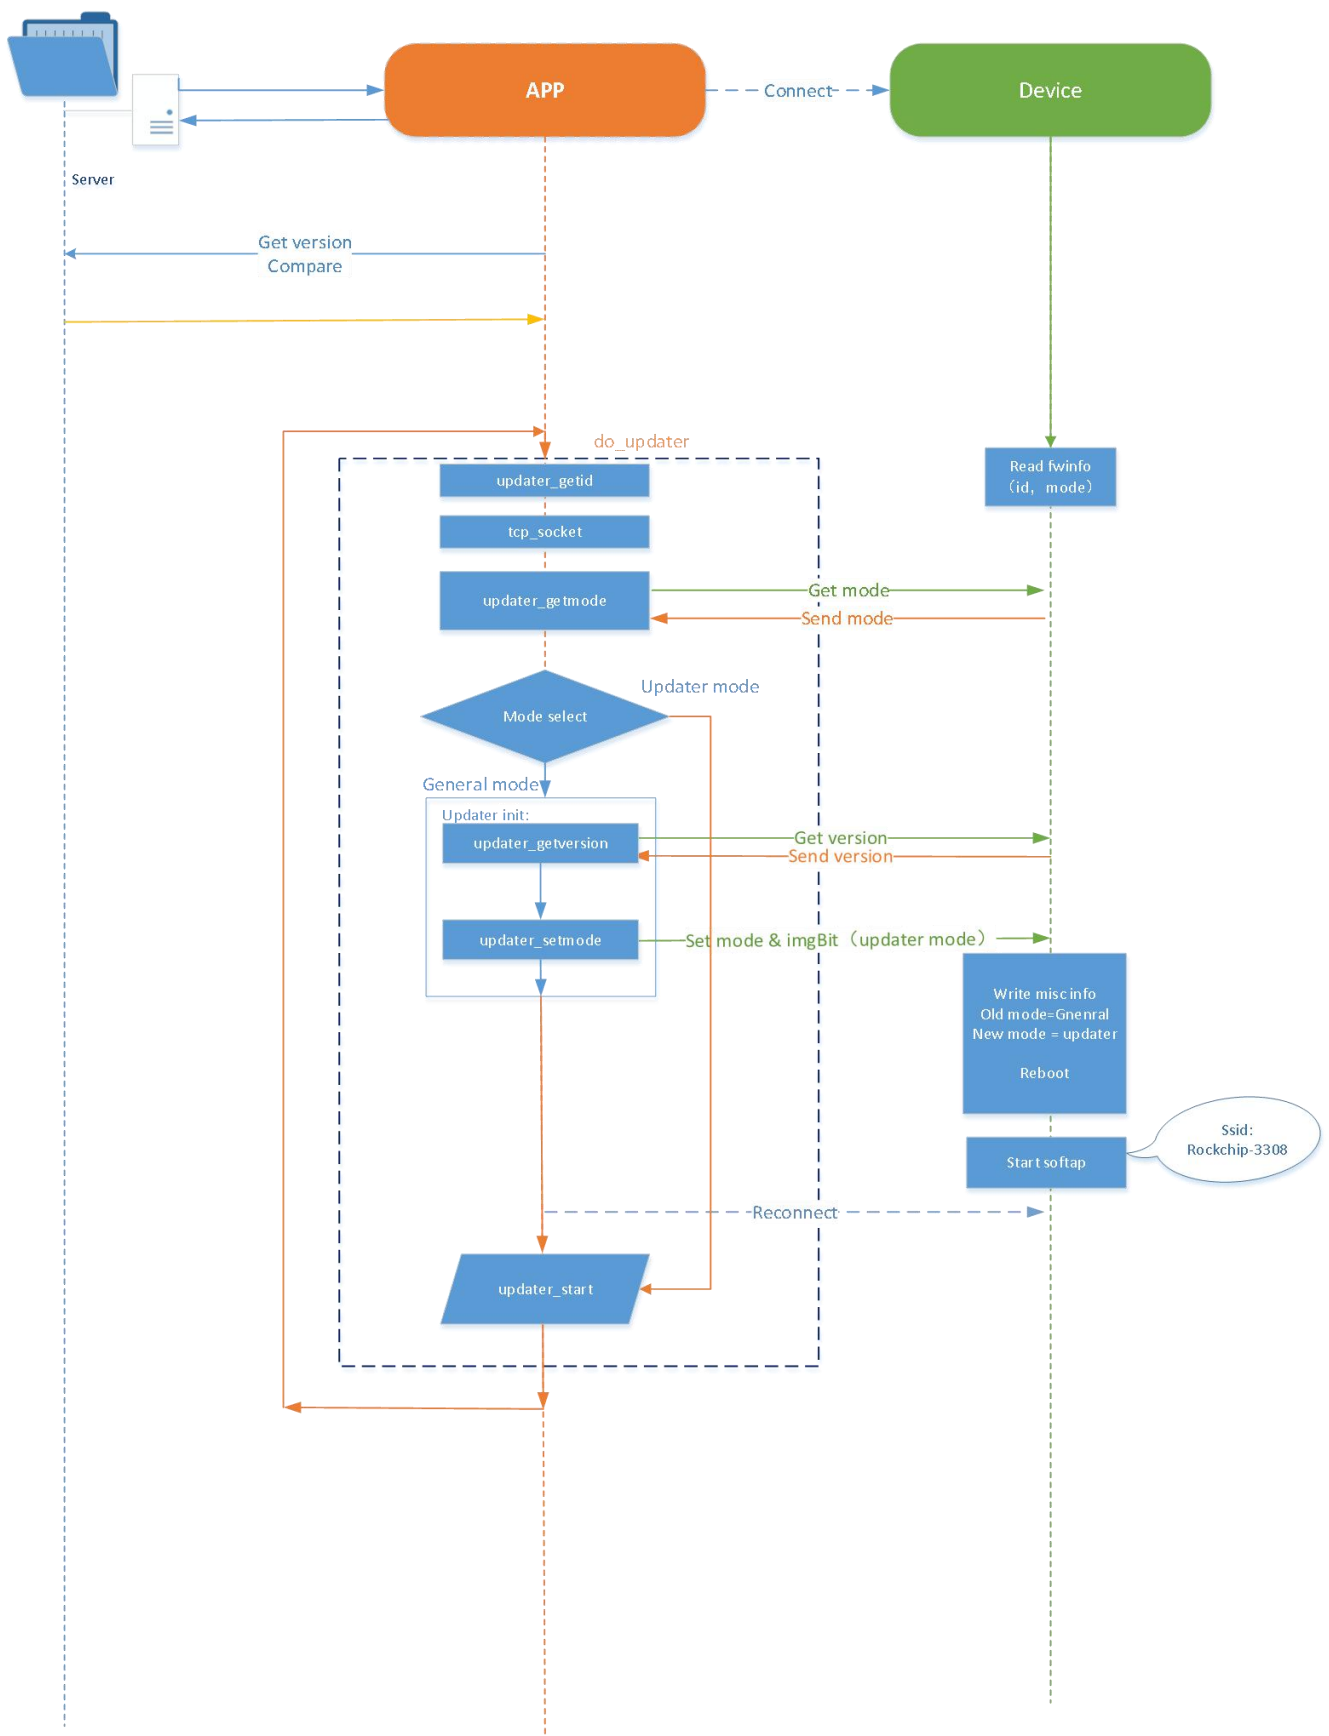 APP
Connect
Device
Server
Get version
Compare
do_updater
updater_getid
Read fwinfo
（id，mode）
tcp_socket
updater_getmode
Get mode
Send mode
Updater mode
Mode select
General mode
Updater init:
updater_getversion
Get version
Send version
updater_setmode
Set mode & imgBit（updater mode）
Write misc info
Old mode=Gnenral
New mode = updater
Reboot
Ssid:
Rockchip-3308
Start softap
Reconnect
updater_start